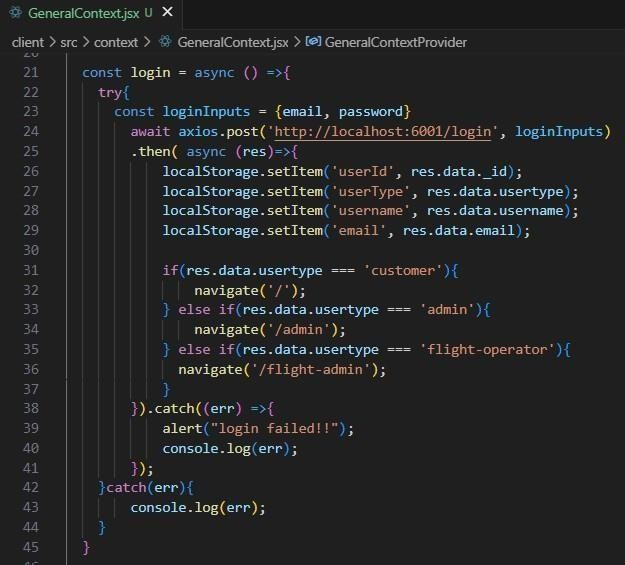 GeneralContext.jsx U ×
client > src > context > GeneralContext.jsx > GeneralContextProvider
21 const login = async () =>{
22 try{
23 const loginInputs = {email, password}
24 await axios.post('http://localhost:6001/login', loginInputs)
25 .then( async (res)=>{
26 localStorage.setItem('userId', res.data._id);
27 localStorage.setItem('userType', res.data.usertype);
28 localStorage.setItem('username', res.data.username);
29 localStorage.setItem('email', res.data.email);
30
31 if(res.data.usertype === 'customer'){
32 navigate('/');
33 } else if(res.data.usertype === 'admin'){
34 navigate('/admin');
35 } else if(res.data.usertype === 'flight-operator'){
36 navigate('/flight-admin');
37 }
38 }).catch((err) =>{
39 alert("login failed!!");
40 console.log(err);
41 });
42 }catch(err){
43 console.log(err);
44 }
45 }